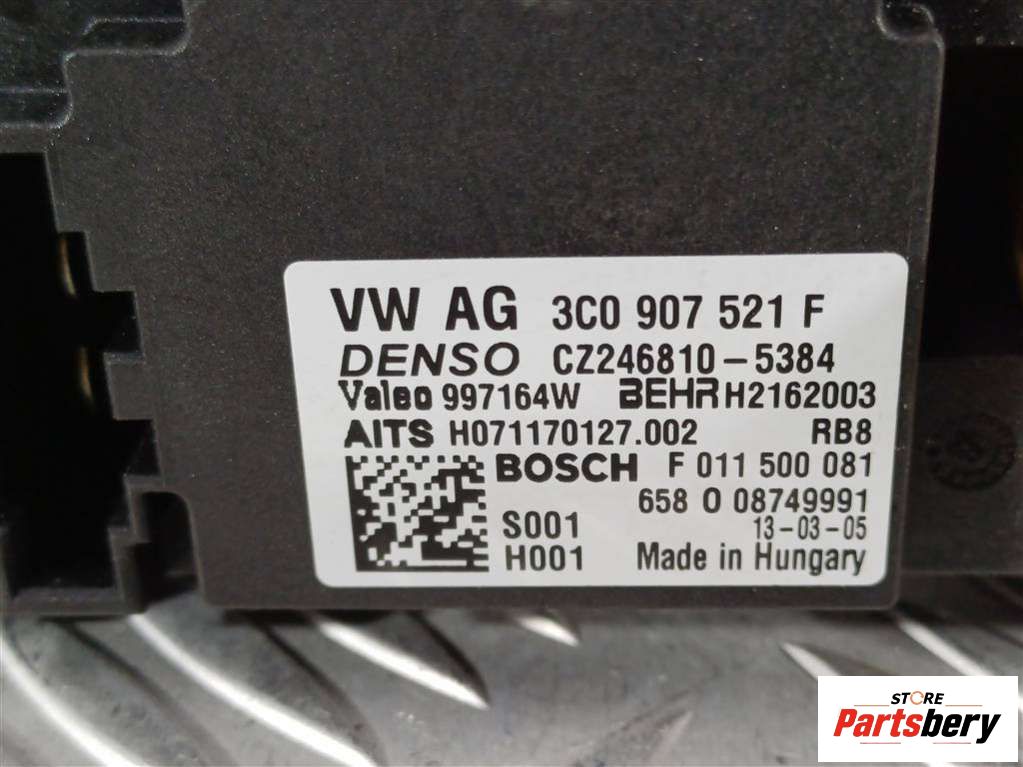 VW AG 3C0 907 521 F
DENSO CZ246810-5384
Valeo 997164W BEHR H2162003
AITS H071170127.002 RB8
BOSCH F 011 500 081
658 O 08749991
S001 13-03-05
H001 Made in Hungary
STORE
Partsbery